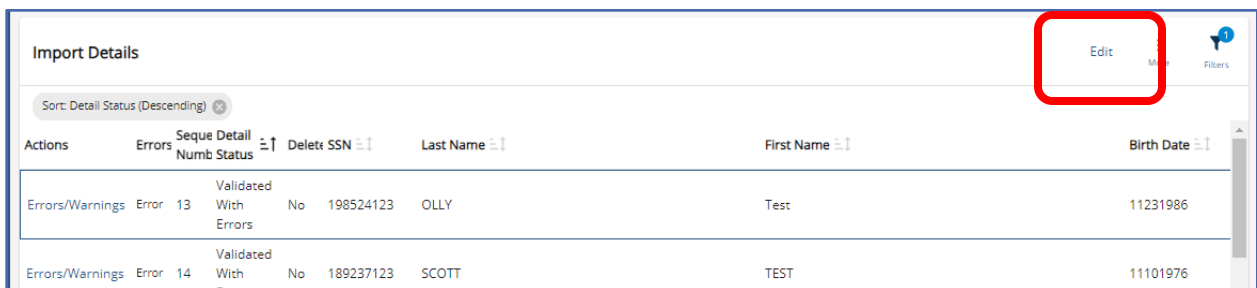 Import Details
Edit
1
Filters
Sort: Detail Status (Descending)
Actions Errors Seque Numb Detail Status Delete SSN Last Name First Name Birth Date
Errors/Warnings Error 13 Validated With Errors No 198524123 OLLY Test 11231986
Errors/Warnings Error 14 Validated With No 189237123 SCOTT TEST 11101976